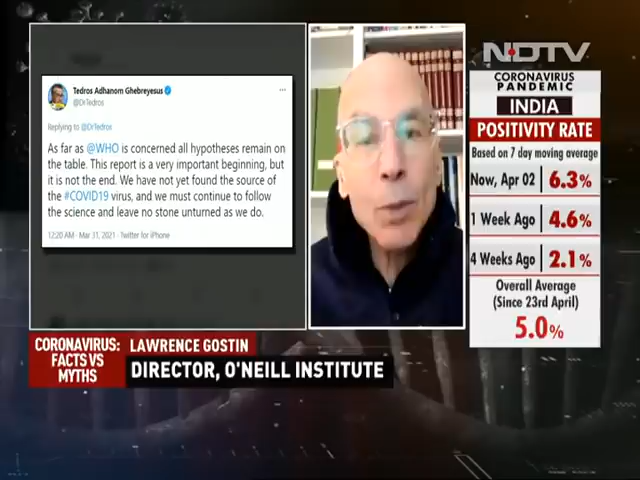 Tedros Adhanom Ghebreyesus
@DrTedros
Replying to @DrTedros
As far as @WHO is concerned all hypotheses remain on
the table. This report is a very important beginning, but
it is not the end. We have not yet found the source of
the #COVID19 virus, and we must continue to follow
the science and leave no stone unturned as we do.
12:20 AM · Mar 31, 2021 · Twitter for iPhone
NDTV
CORONAVIRUS
PANDEMIC
INDIA
POSITIVITY RATE
Based on 7 day moving average
Now, Apr 02 6.3%
1 Week Ago 4.6%
4 Weeks Ago 2.1%
Overall Average
(Since 23rd April)
5.0%
CORONAVIRUS:
FACTS VS
MYTHS
LAWRENCE GOSTIN
DIRECTOR, O'NEILL INSTITUTE